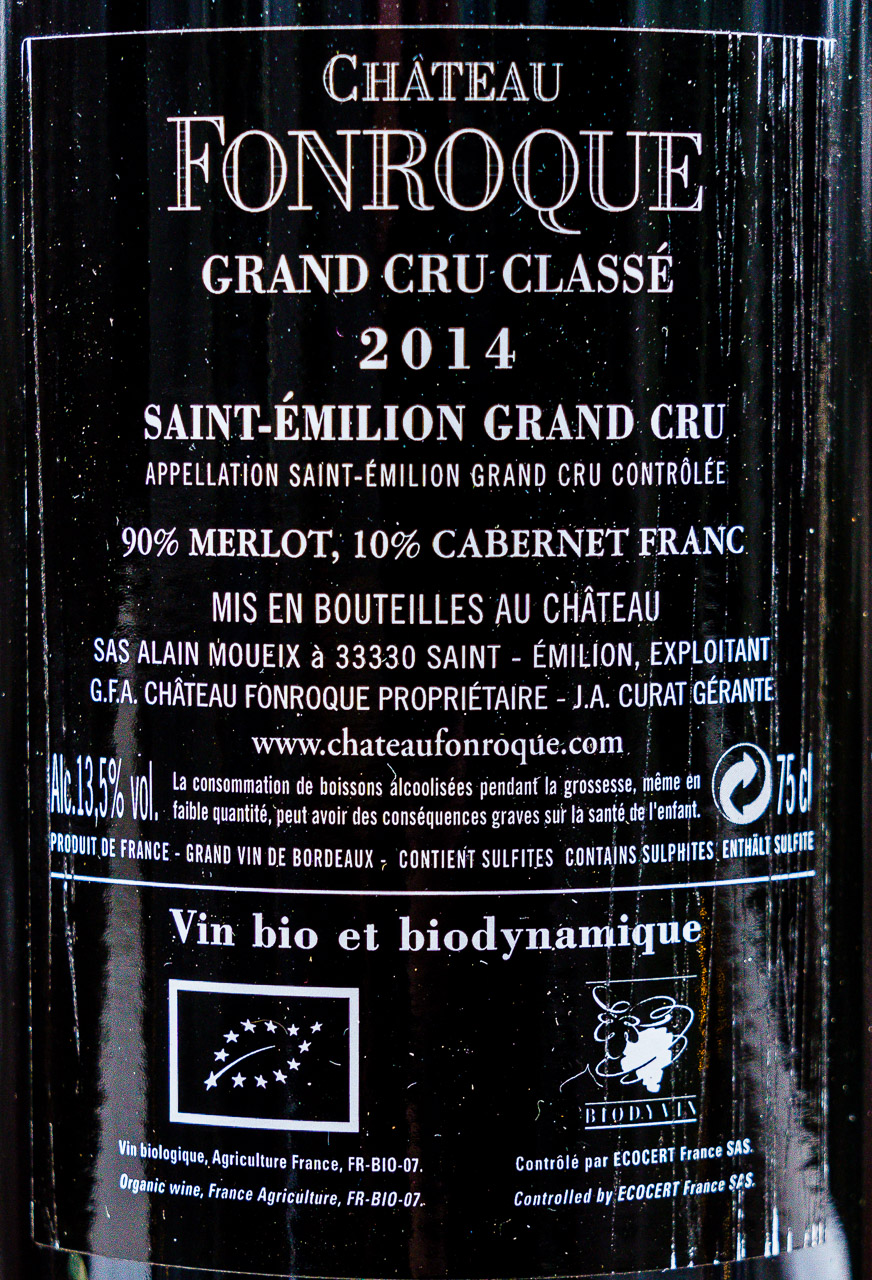 CHÂTEAU
FONROQUE
GRAND CRU CLASSÉ
2014
SAINT-ÉMILION GRAND CRU
APPELLATION SAINT-ÉMILION GRAND CRU CONTRÔLÉE
90% MERLOT, 10% CABERNET FRANC
MIS EN BOUTEILLES AU CHÂTEAU
SAS ALAIN MOUEIX à 33330 SAINT - ÉMILION, EXPLOITANT
G.F.A. CHÂTEAU FONROQUE PROPRIÉTAIRE - J.A. CURAT GÉRANTE
www.chateaufonroque.com
Alc.13,5% vol.
La consommation de boissons alcoolisées pendant la grossesse, même en
faible quantité, peut avoir des conséquences graves sur la santé de l'enfant.
75 cl
PRODUIT DE FRANCE - GRAND VIN DE BORDEAUX - CONTIENT SULFITES CONTAINS SULPHITES ENTHÄLT SULFITE
Vin bio et biodynamique
BIODYVIN
Vin biologique, Agriculture France, FR-BIO-07.
Organic wine, France Agriculture, FR-BIO-07.
Contrôlé par ECOCERT France SAS.
Controlled by ECOCERT France SAS.